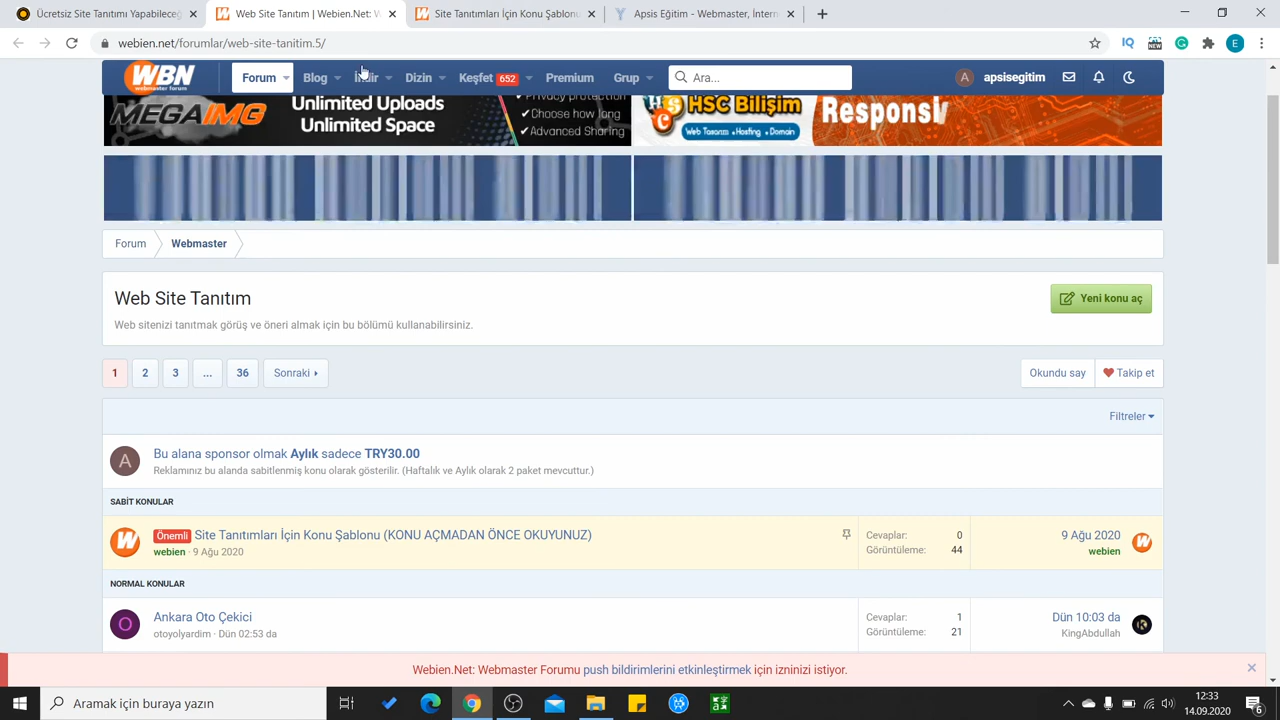 Ücretsiz Site Tanıtımı Yapabileceğ
Web Site Tanıtım | Webien.Net: W
Site Tanıtımları İçin Konu Şablonu
Apsis Eğitim - Webmaster, İntern
webien.net/forumlar/web-site-tanitim.5/
WBN
webmaster forum
Forum
Blog
İndir
Dizin
Keşfet 652
Premium
Grup
Ara...
A
apsisegitim
MEGAIMG
Unlimited Uploads
Unlimited Space
✔Privacy protection
✔Choose how long
✔Advanced Sharing
HSC Bilişim
Web Tasarım •Hosting • Domain
Responsi
Forum
Webmaster
Web Site Tanıtım
Yeni konu aç
Web sitenizi tanıtmak görüş ve öneri almak için bu bölümü kullanabilirsiniz.
1 2 3 ... 36 Sonraki
Okundu say
Takip et
Filtreler
A
Bu alana sponsor olmak Aylık sadece TRY30.00
Reklamınız bu alanda sabitlenmiş konu olarak gösterilir. (Haftalık ve Aylık olarak 2 paket mevcuttur.)
SABİT KONULAR
Önemli Site Tanıtımları İçin Konu Şablonu (KONU AÇMADAN ÖNCE OKUYUNUZ)
webien · 9 Ağu 2020
Cevaplar: 0
Görüntüleme: 44
9 Ağu 2020
webien
NORMAL KONULAR
O
Ankara Oto Çekici
otoyolyardim · Dün 02:53 da
Cevaplar: 1
Görüntüleme: 21
Dün 10:03 da
KingAbdullah
Webien.Net: Webmaster Forumu push bildirimlerini etkinleştirmek için izninizi istiyor.
Aramak için buraya yazın
12:33
14.09.2020
6